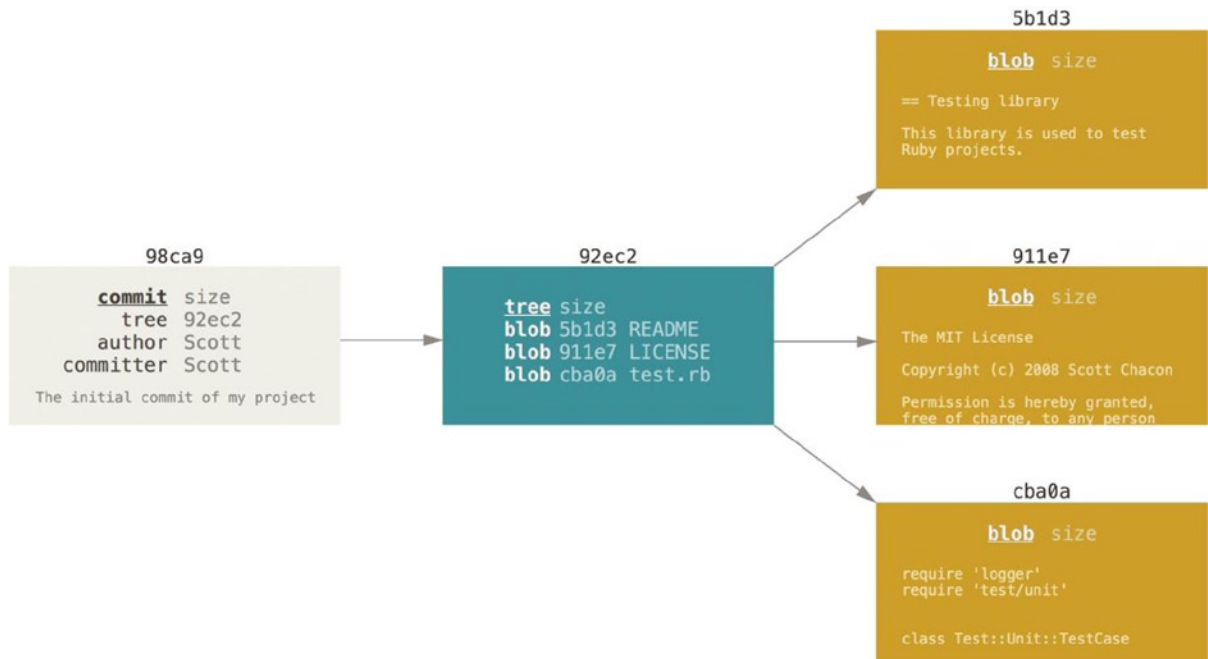 98ca9
commit size
tree 92ec2
author Scott
committer Scott
The initial commit of my project
92ec2
tree size
blob 5b1d3 README
blob 911e7 LICENSE
blob cba0a test.rb
5b1d3
blob size
== Testing library
This library is used to test
Ruby projects.
911e7
blob size
The MIT License
Copyright (c) 2008 Scott Chacon
Permission is hereby granted,
free of charge, to any person
cba0a
blob size
require 'logger'
require 'test/unit'
class Test::Unit::TestCase